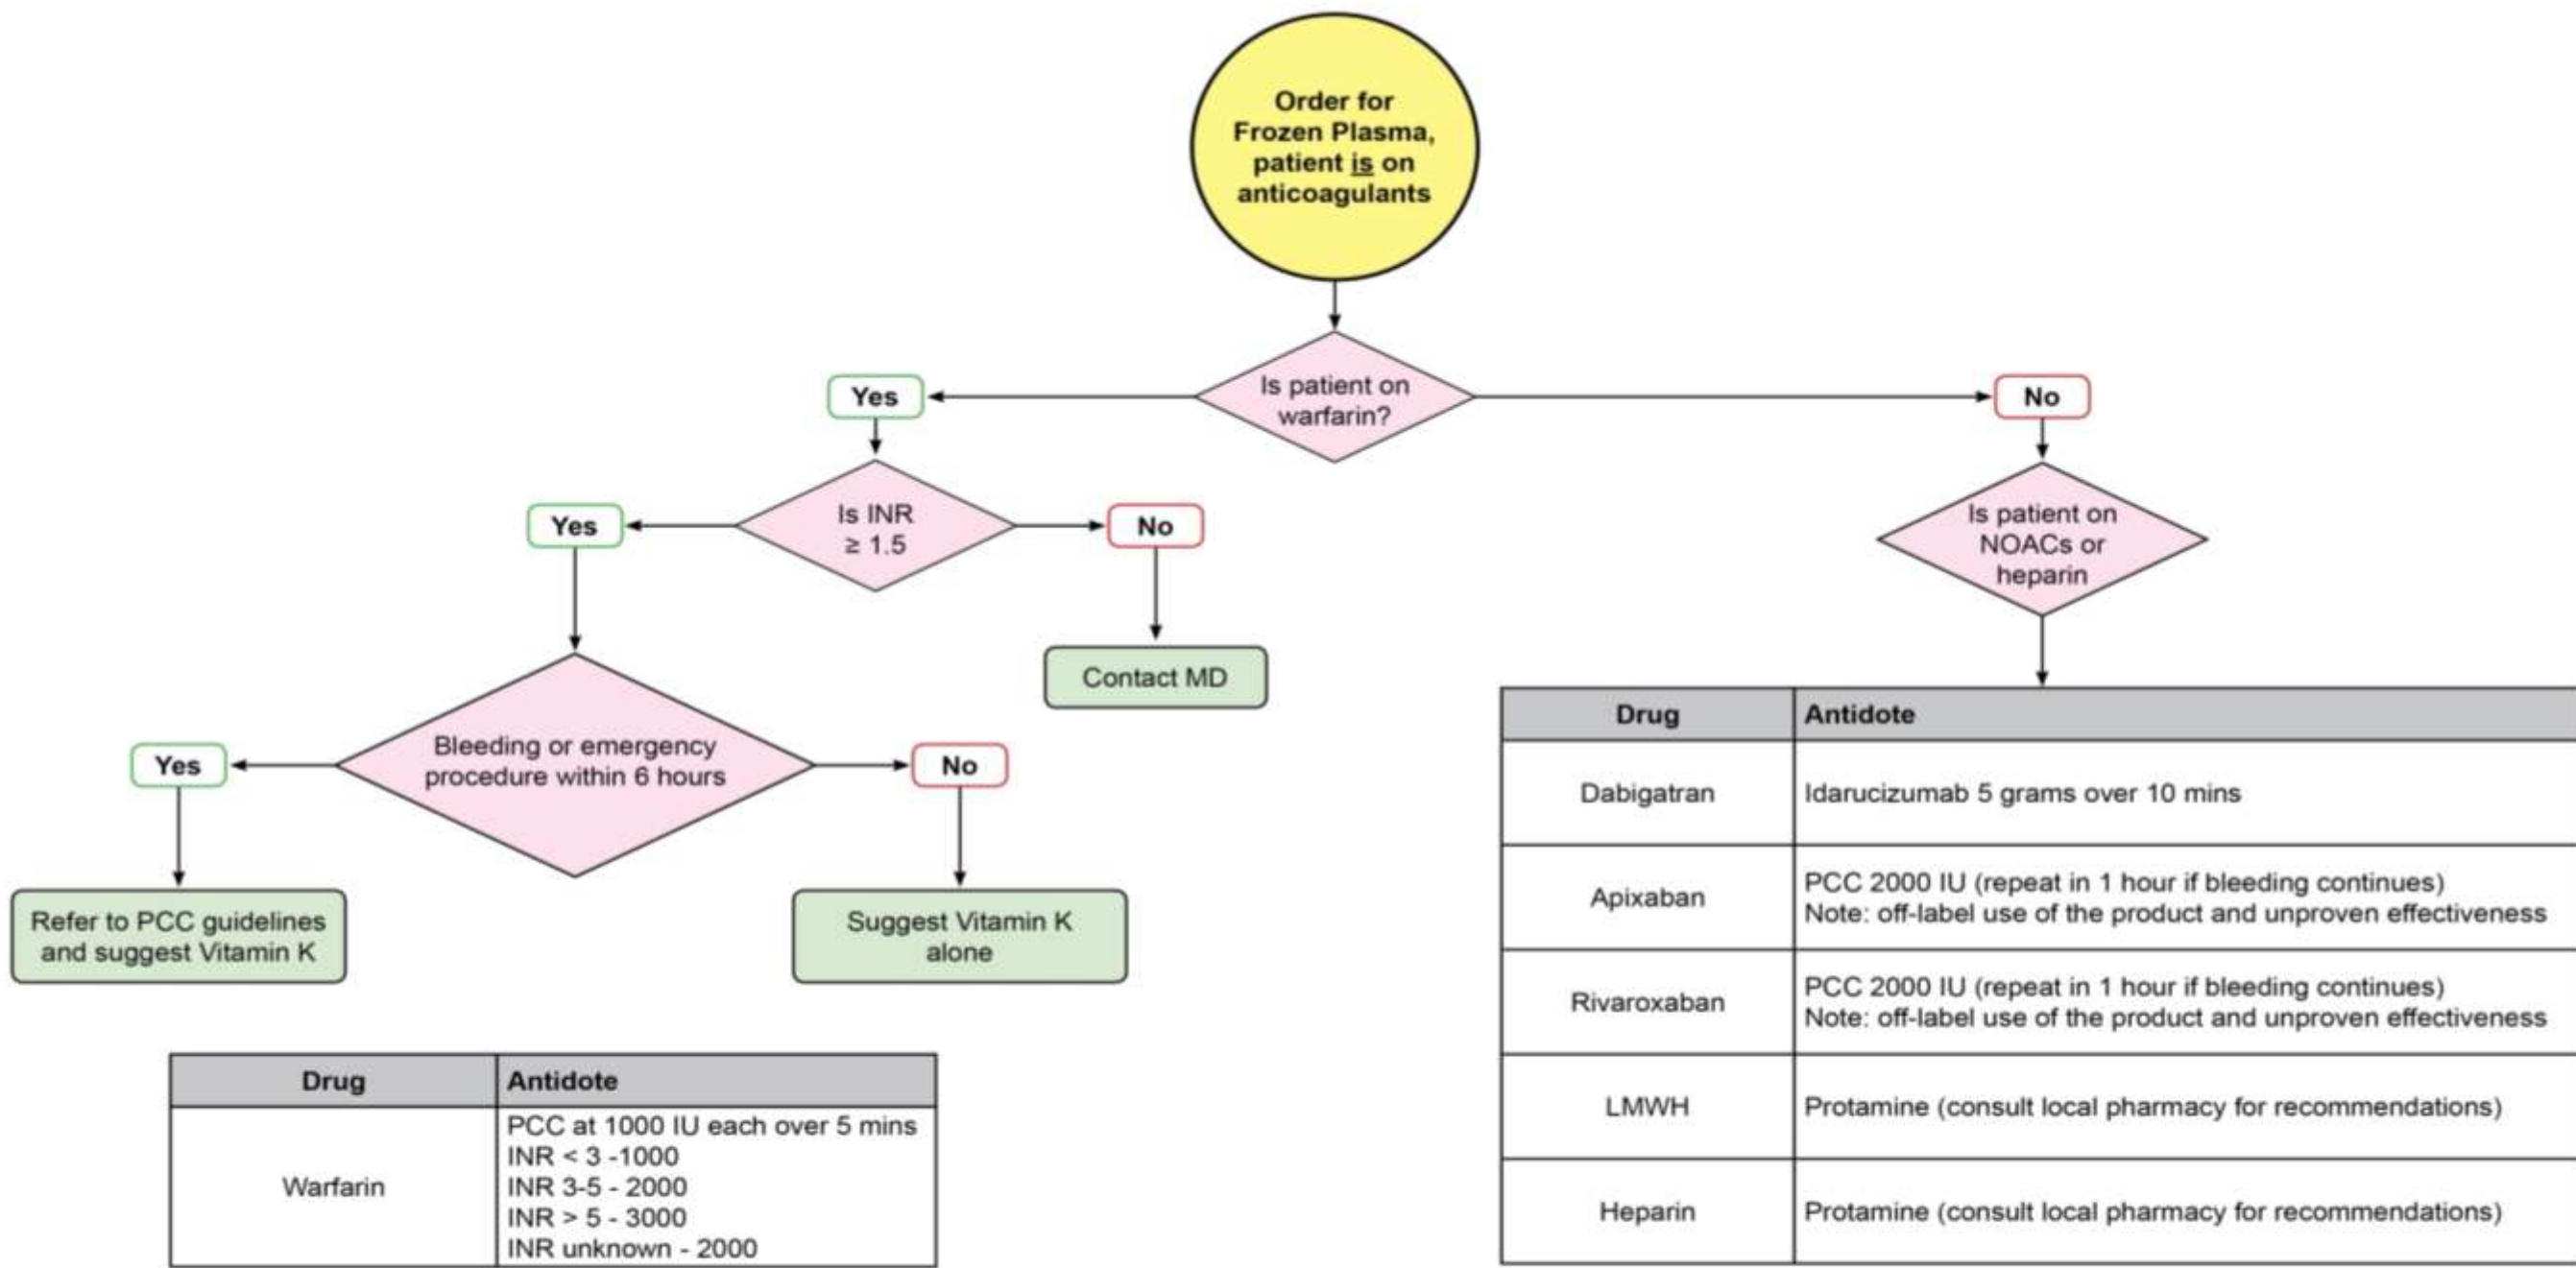 Order for
Frozen Plasma,
patient is on
anticoagulants
Is patient on
warfarin?
Yes
No
Is INR
≥ 1.5
Yes
No
Is patient on
NOACs or
heparin
Contact MD
Bleeding or emergency
procedure within 6 hours
Yes
No
Refer to PCC guidelines
and suggest Vitamin K
Suggest Vitamin K
alone
Drug Antidote
Dabigatran Idarucizumab 5 grams over 10 mins
Apixaban PCC 2000 IU (repeat in 1 hour if bleeding continues)
Note: off-label use of the product and unproven effectiveness
Rivaroxaban PCC 2000 IU (repeat in 1 hour if bleeding continues)
Note: off-label use of the product and unproven effectiveness
LMWH Protamine (consult local pharmacy for recommendations)
Heparin Protamine (consult local pharmacy for recommendations)
Drug Antidote
Warfarin PCC at 1000 IU each over 5 mins
INR < 3 -1000
INR 3-5 - 2000
INR > 5 - 3000
INR unknown - 2000